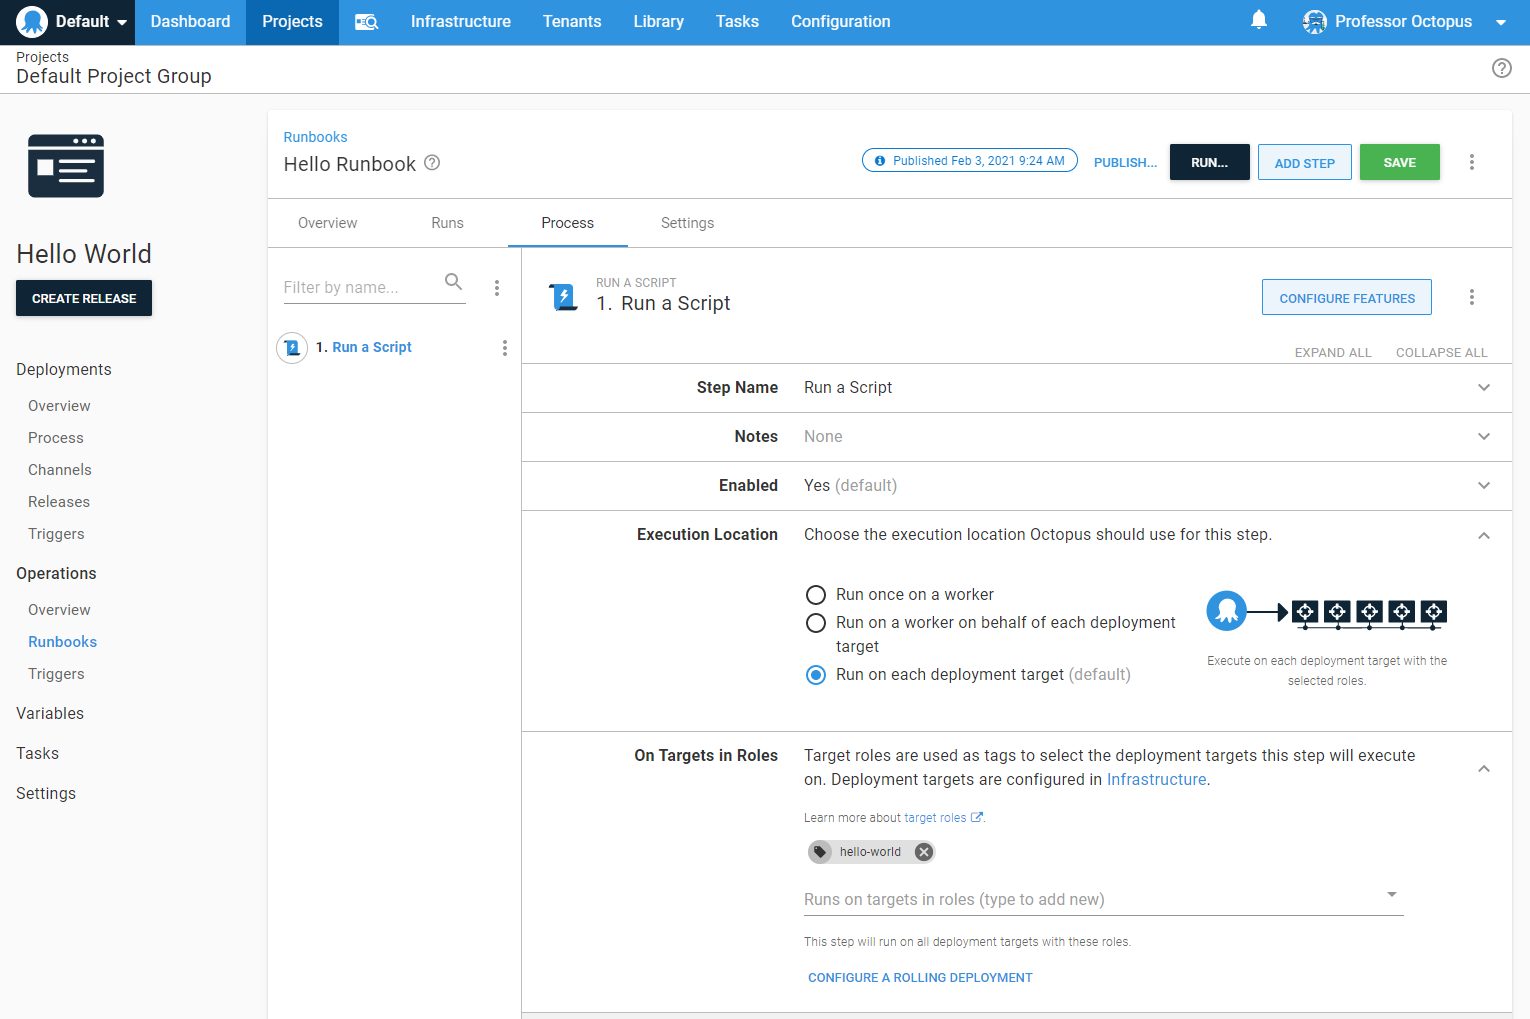 Default
Dashboard
Projects
Infrastructure
Tenants
Library
Tasks
Configuration
Professor Octopus
Projects
Default Project Group
Hello World
CREATE RELEASE
Deployments
Overview
Process
Channels
Releases
Triggers
Operations
Overview
Runbooks
Triggers
Variables
Tasks
Settings
Runbooks
Hello Runbook
Published Feb 3, 2021 9:24 AM
PUBLISH...
RUN...
ADD STEP
SAVE
Overview
Runs
Process
Settings
Filter by name...
1. Run a Script
RUN A SCRIPT
1. Run a Script
CONFIGURE FEATURES
EXPAND ALL
COLLAPSE ALL
Step Name
Run a Script
Notes
None
Enabled
Yes (default)
Execution Location
Choose the execution location Octopus should use for this step.
Run once on a worker
Run on a worker on behalf of each deployment
target
Run on each deployment target (default)
Execute on each deployment target with the
selected roles.
On Targets in Roles
Target roles are used as tags to select the deployment targets this step will execute
on. Deployment targets are configured in Infrastructure.
Learn more about target roles.
hello-world
Runs on targets in roles (type to add new)
This step will run on all deployment targets with these roles.
CONFIGURE A ROLLING DEPLOYMENT